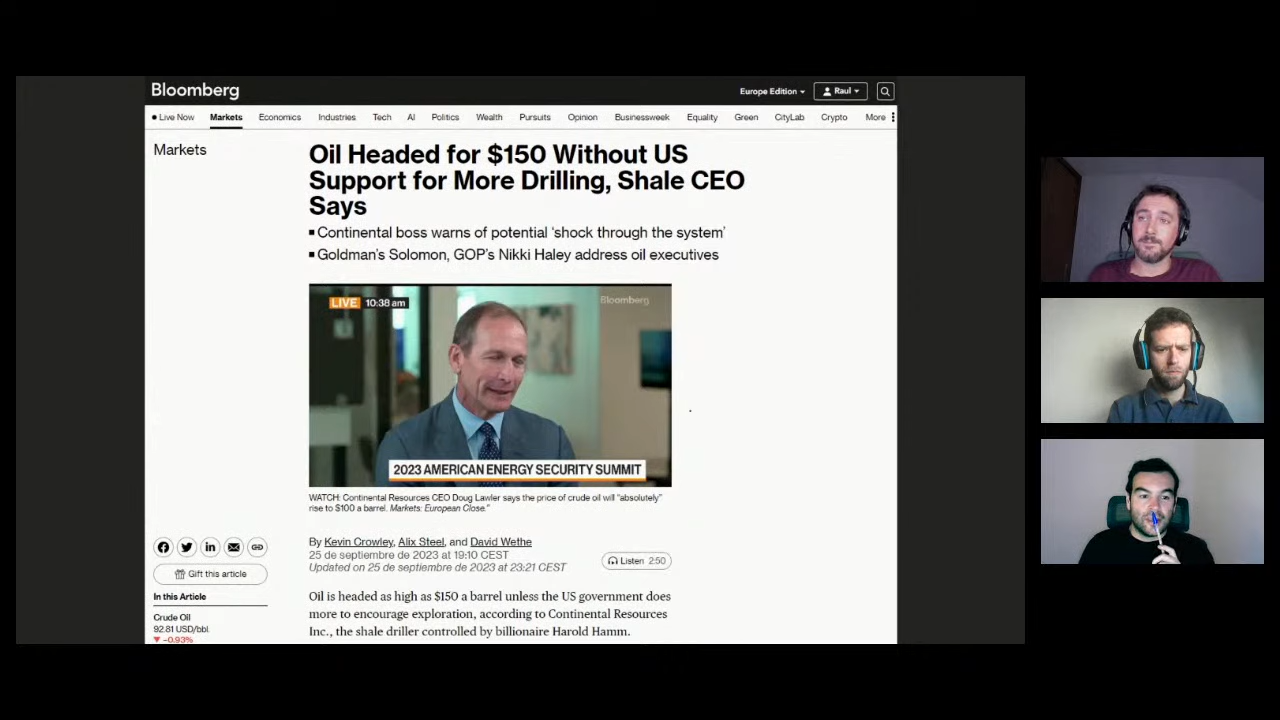 Bloomberg
Europe Edition
Raul
Live Now Markets Economics Industries Tech AI Politics Wealth Pursuits Opinion Businessweek Equality Green CityLab Crypto More
Markets
Oil Headed for $150 Without US
Support for More Drilling, Shale CEO
Says
Continental boss warns of potential ‘shock through the system’
Goldman’s Solomon, GOP’s Nikki Haley address oil executives
LIVE 10:38 am
Bloomberg
2023 AMERICAN ENERGY SECURITY SUMMIT
WATCH: Continental Resources CEO Doug Lawler says the price of crude oil will “absolutely”
rise to $100 a barrel. Markets: European Close.”
By Kevin Crowley, Alix Steel, and David Wethe
25 de septiembre de 2023 at 19:10 CEST
Updated on 25 de septiembre de 2023 at 23:21 CEST
Listen 2:50
Gift this article
In this Article
Crude Oil
92.81 USD/bbl.
▼ -0.93%
Oil is headed as high as $150 a barrel unless the US government does
more to encourage exploration, according to Continental Resources
Inc., the shale driller controlled by billionaire Harold Hamm.